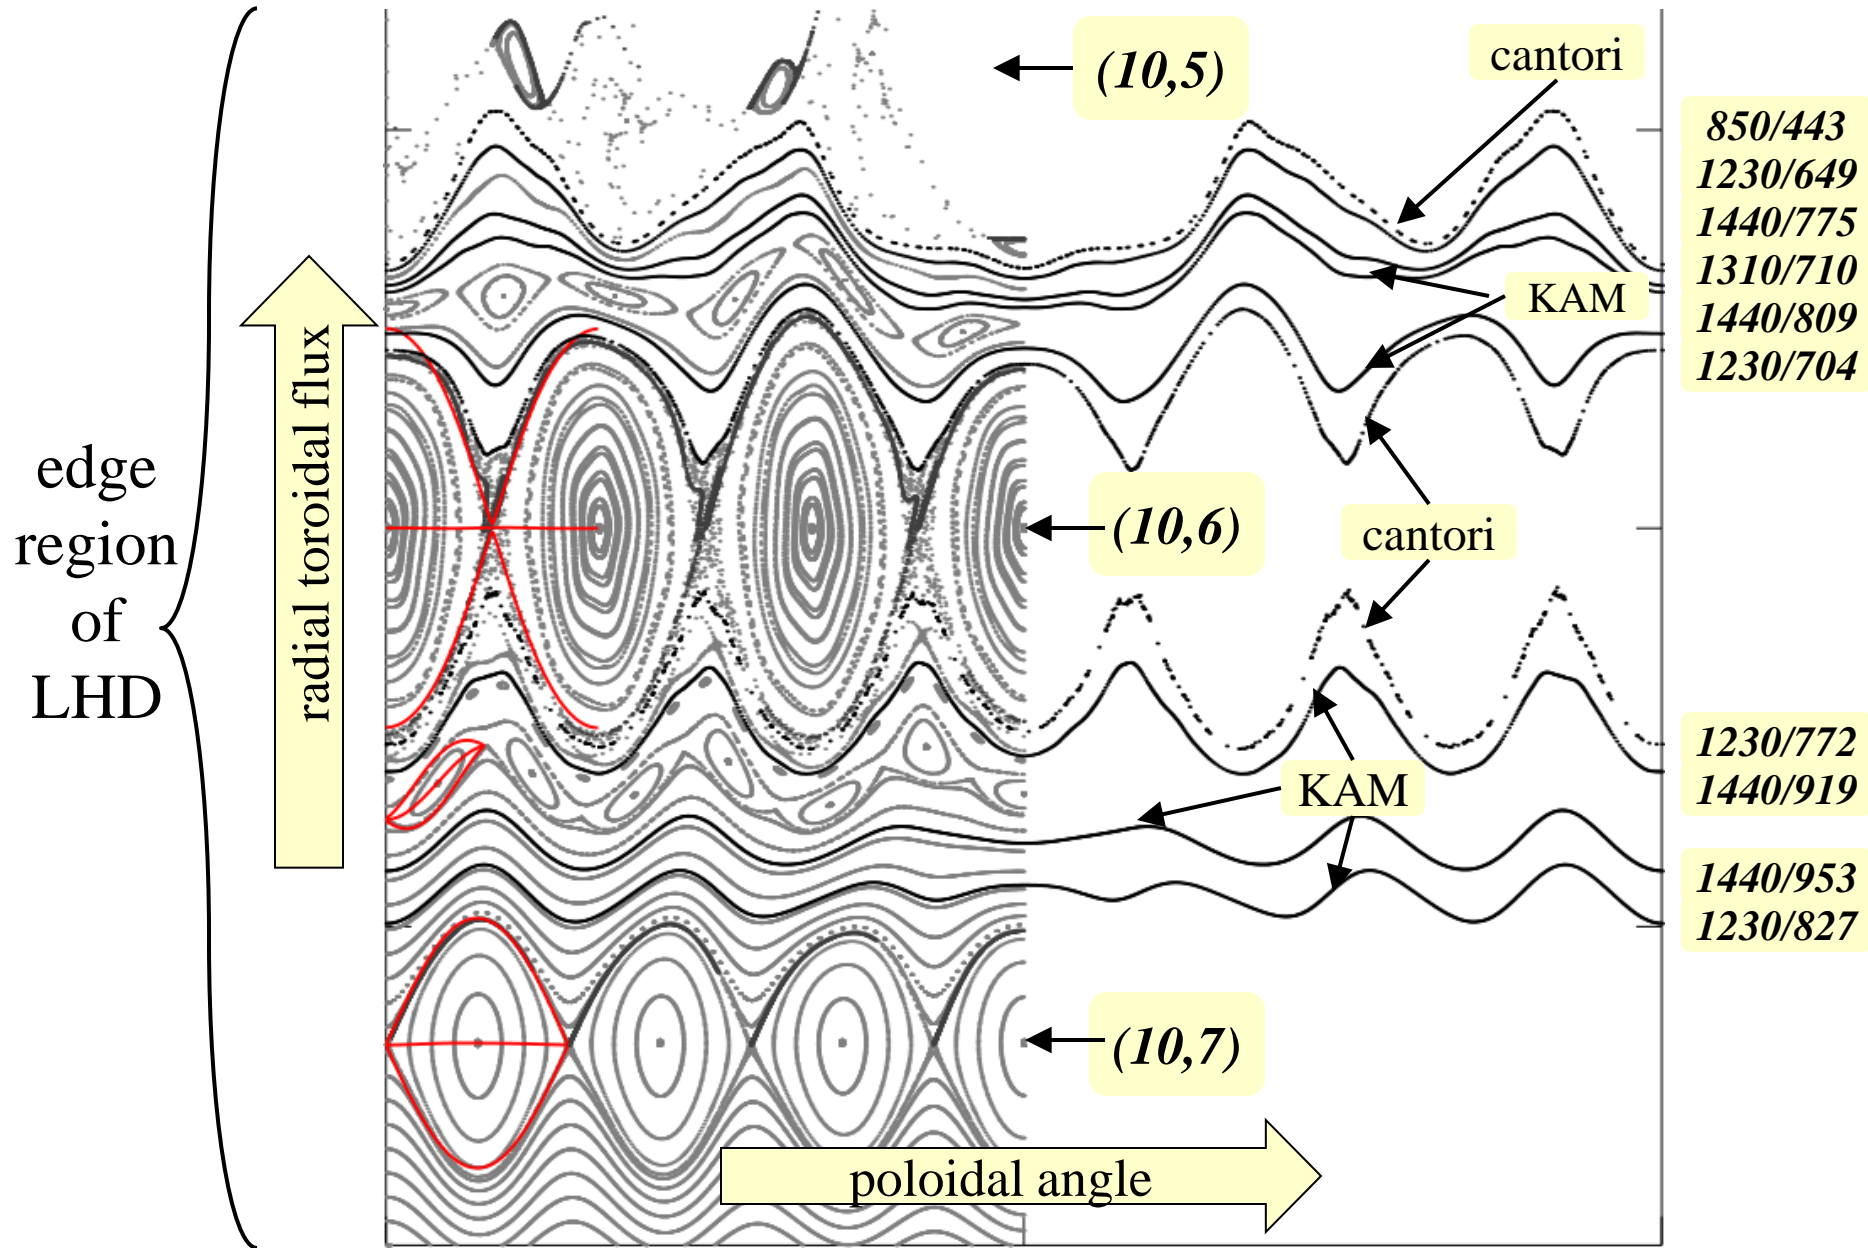 edge
region
of
LHD
radial toroidal flux
(10,5)
cantori
850/443
1230/649
1440/775
1310/710
1440/809
1230/704
KAM
(10,6)
cantori
1230/772
1440/919
KAM
1440/953
1230/827
(10,7)
poloidal angle